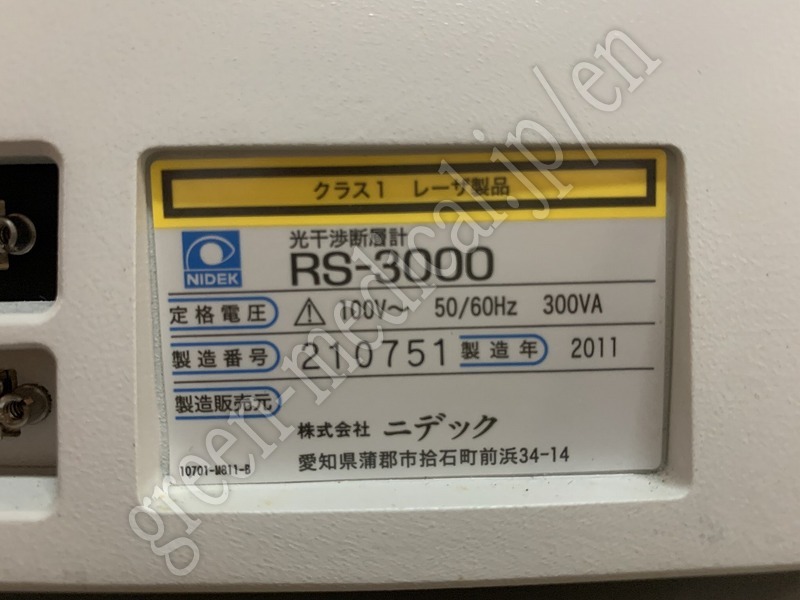 クラス1 レーザ製品
NIDEK
光干渉断層計
RS-3000
定格電圧 100V～ 50/60Hz 300VA
製造番号 210751 製造年 2011
製造販売元
株式会社 ニデック
愛知県蒲郡市拾石町前浜34-14
10701-M811-B
green-medical.jp/en